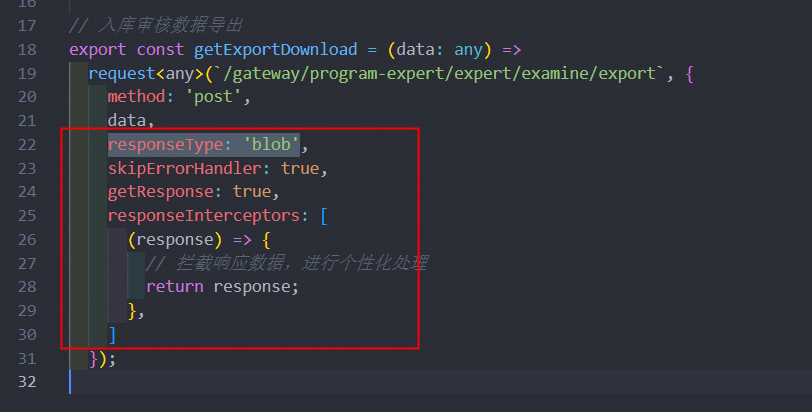 16
17 // 入库审核数据导出
18 export const getExportDownload = (data: any) =>
19 request<any>(`/gateway/program-expert/expert/examine/export`, {
20 method: 'post',
21 data,
22 responseType: 'blob',
23 skipErrorHandler: true,
24 getResponse: true,
25 responseInterceptors: [
26 (response) => {
27 // 拦截响应数据，进行个性化处理
28 return response;
29 },
30 ]
31 });
32